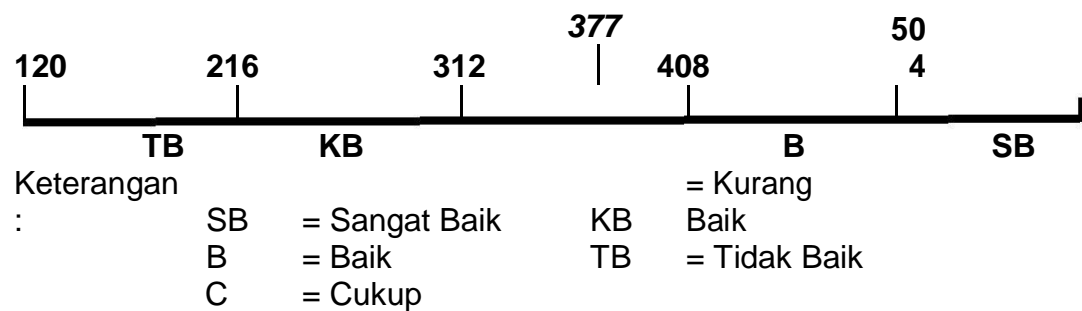 377
50
120 216 312 408 4
TB KB B SB
Keterangan = Kurang
: SB = Sangat Baik KB Baik
B = Baik TB = Tidak Baik
C = Cukup